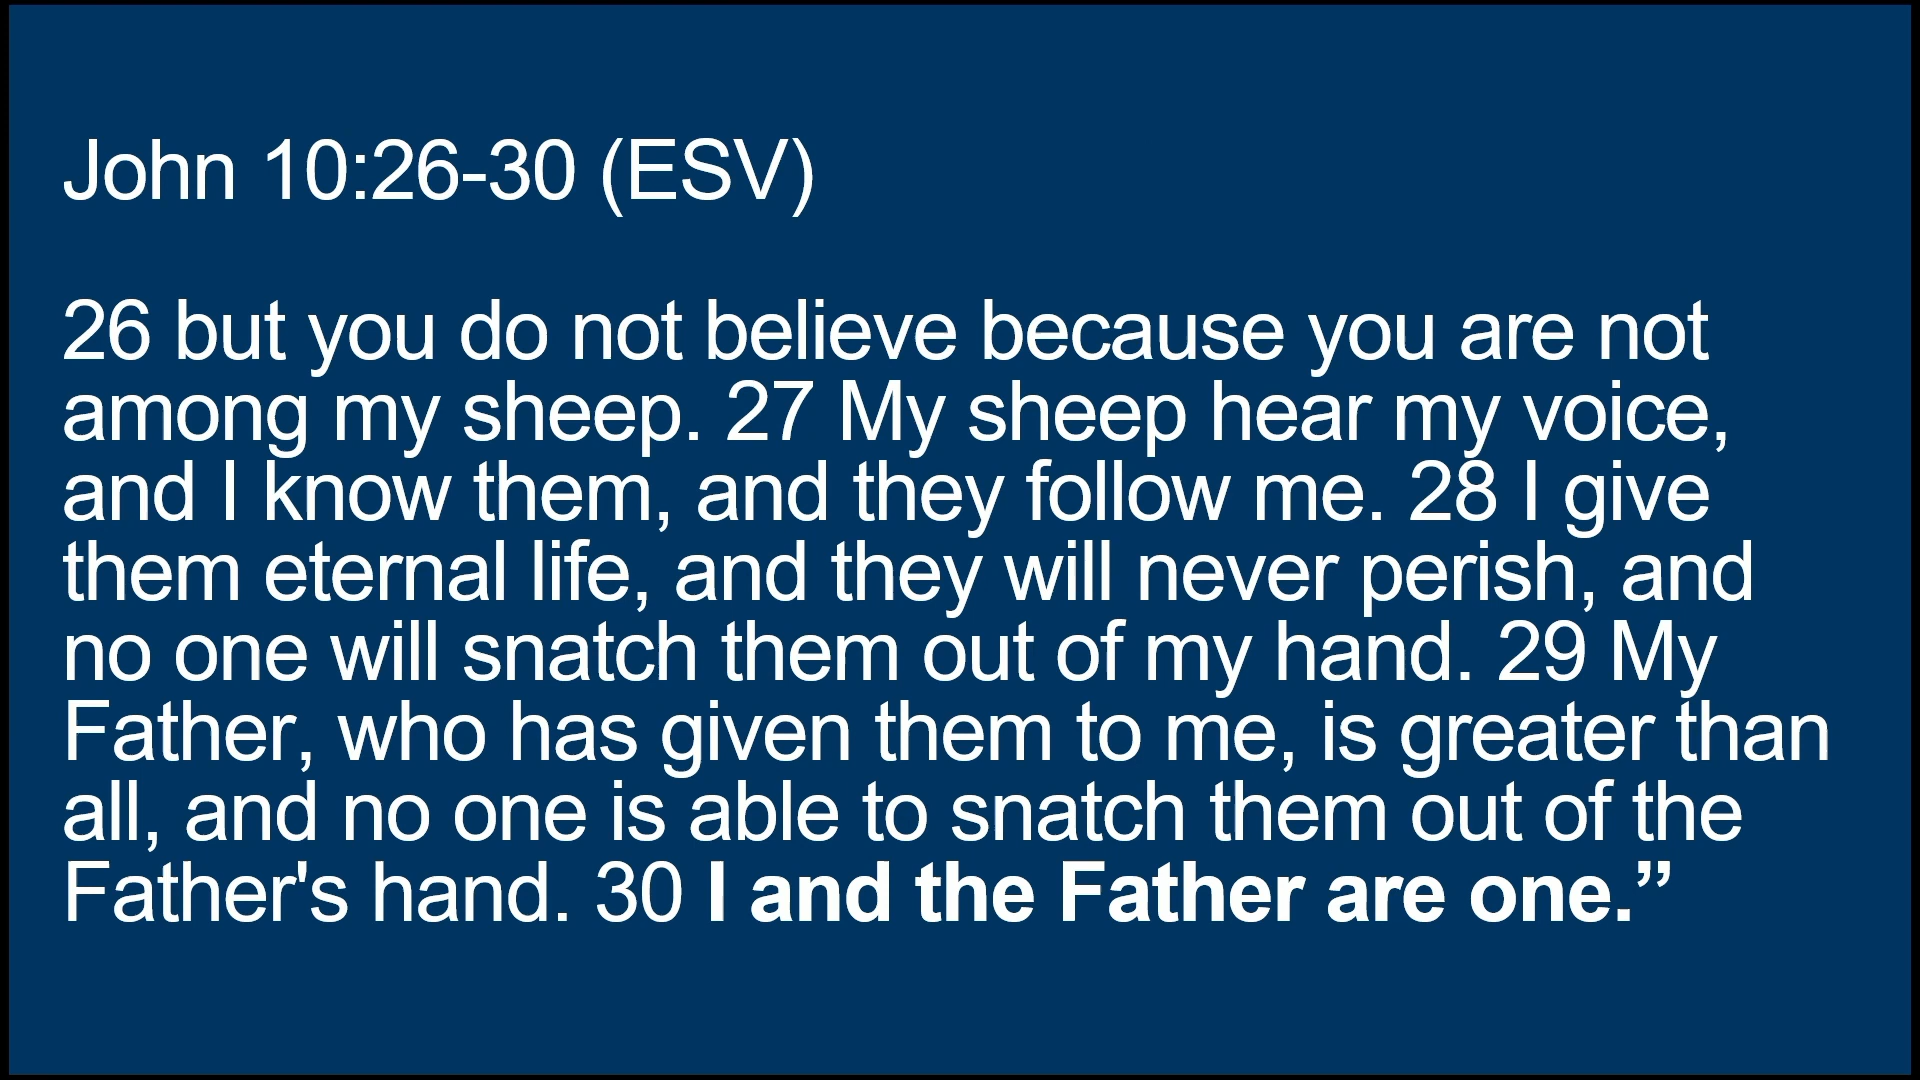 John 10:26-30 (ESV)
26 but you do not believe because you are not
among my sheep. 27 My sheep hear my voice,
and I know them, and they follow me. 28 I give
them eternal life, and they will never perish, and
no one will snatch them out of my hand. 29 My
Father, who has given them to me, is greater than
all, and no one is able to snatch them out of the
Father's hand. 30 I and the Father are one.”